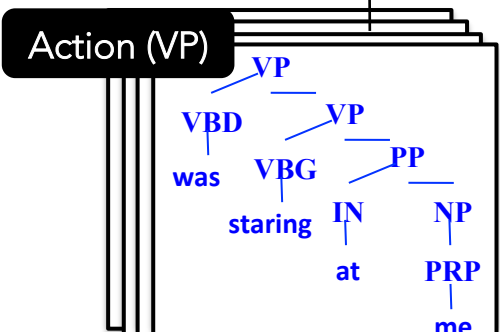 Action (VP)
VP
VBD VP
was VBG PP
staring IN NP
at PRP
me